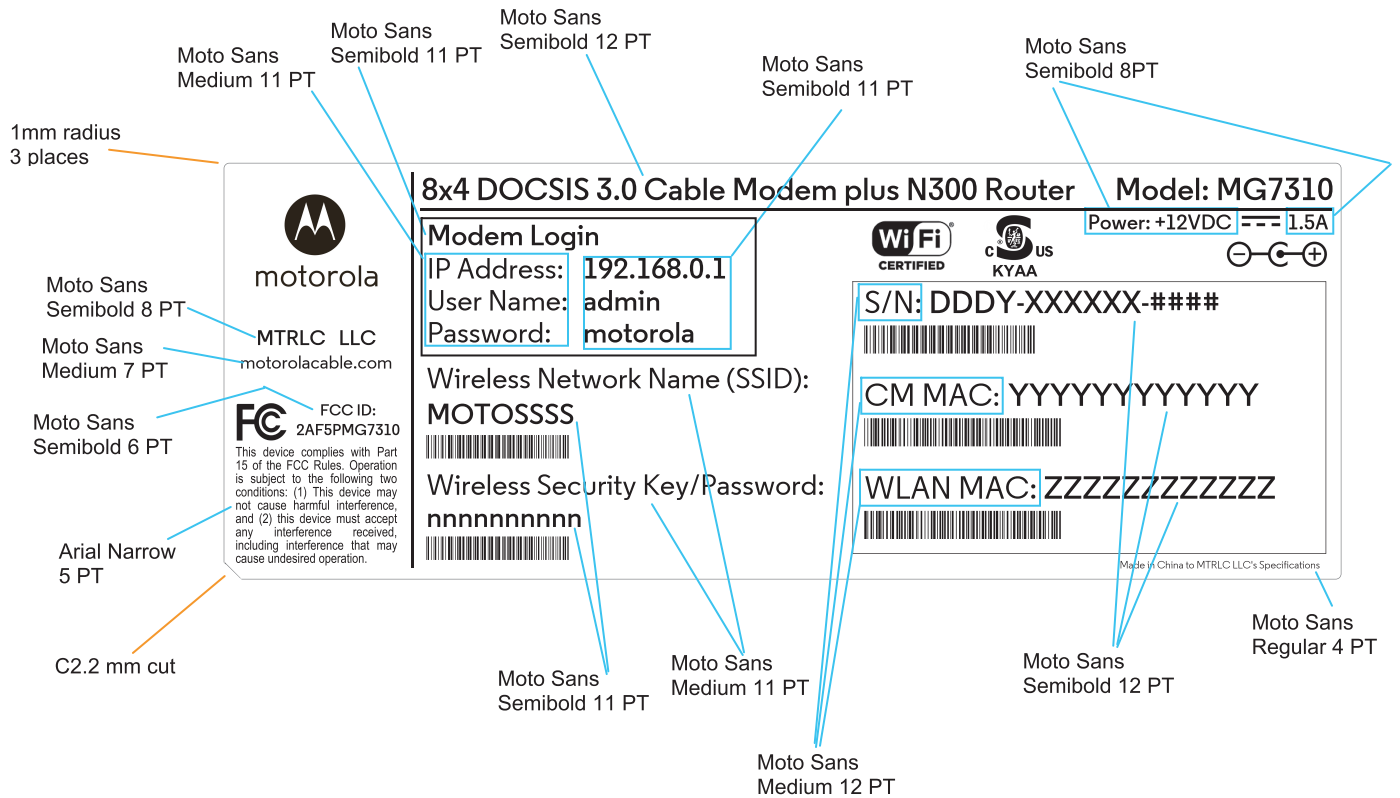 Moto Sans
Semibold 12 PT
Moto Sans
Semibold 11 PT
Moto Sans
Medium 11 PT
Moto Sans
Semibold 11 PT
Moto Sans
Semibold 8PT
1mm radius
3 places
8x4 DOCSIS 3.0 Cable Modem plus N300 Router
Model: MG7310
Power: +12VDC
1.5A
motorola
MTRLC LLC
motorolacable.com
FC
FCC ID:
2AF5PMG7310
This device complies with Part
15 of the FCC Rules. Operation
is subject to the following two
conditions: (1) This device may
not cause harmful interference,
and (2) this device must accept
any interference received,
including interference that may
cause undesired operation.
Modem Login
IP Address: 192.168.0.1
User Name: admin
Password: motorola
Wireless Network Name (SSID):
MOTOSSSS
Wireless Security Key/Password:
nnnnnnnnnn
Wi Fi
CERTIFIED
C S US
KYAA
S/N: DDDY-XXXXXX-####
CM MAC: YYYYYYYYYYYY
WLAN MAC: ZZZZZZZZZZZZ
Made in China to MTRLC LLC's Specifications
Moto Sans
Semibold 8 PT
Moto Sans
Medium 7 PT
Moto Sans
Semibold 6 PT
Arial Narrow
5 PT
C2.2 mm cut
Moto Sans
Semibold 11 PT
Moto Sans
Medium 11 PT
Moto Sans
Medium 12 PT
Moto Sans
Semibold 12 PT
Moto Sans
Regular 4 PT